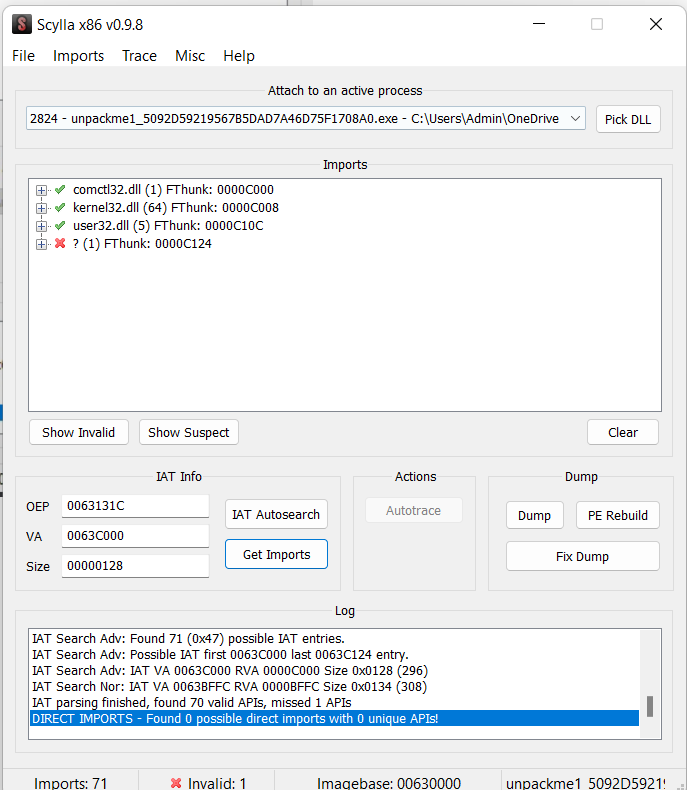 Scylla x86 v0.9.8
File Imports Trace Misc Help
Attach to an active process
2824 - unpackme1_5092D59219567B5DAD7A46D75F1708A0.exe - C:\Users\Admin\OneDrive
Pick DLL
Imports
comctl32.dll (1) FThunk: 0000C000
kernel32.dll (64) FThunk: 0000C008
user32.dll (5) FThunk: 0000C10C
? (1) FThunk: 0000C124
Show Invalid Show Suspect Clear
IAT Info
OEP 0063131C
VA 0063C000
Size 00000128
IAT Autosearch
Get Imports
Actions
Autotrace
Dump
Dump PE Rebuild
Fix Dump
Log
IAT Search Adv: Found 71 (0x47) possible IAT entries.
IAT Search Adv: Possible IAT first 0063C000 last 0063C124 entry.
IAT Search Adv: IAT VA 0063C000 RVA 0000C000 Size 0x0128 (296)
IAT Search Nor: IAT VA 0063BFFC RVA 0000BFFC Size 0x0134 (308)
IAT parsing finished, found 70 valid APIs, missed 1 APIs
DIRECT IMPORTS - Found 0 possible direct imports with 0 unique APIs!
Imports: 71 Invalid: 1 Imagebase: 00630000 unpackme1_5092D5921